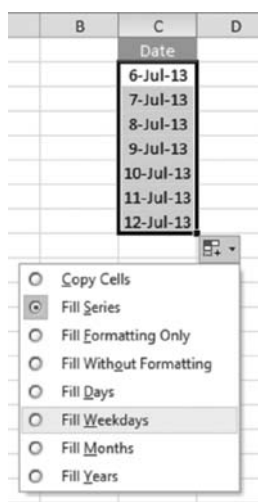 B C D
Date
6-Jul-13
7-Jul-13
8-Jul-13
9-Jul-13
10-Jul-13
11-Jul-13
12-Jul-13
Copy Cells
Fill Series
Fill Formatting Only
Fill Without Formatting
Fill Days
Fill Weekdays
Fill Months
Fill Years